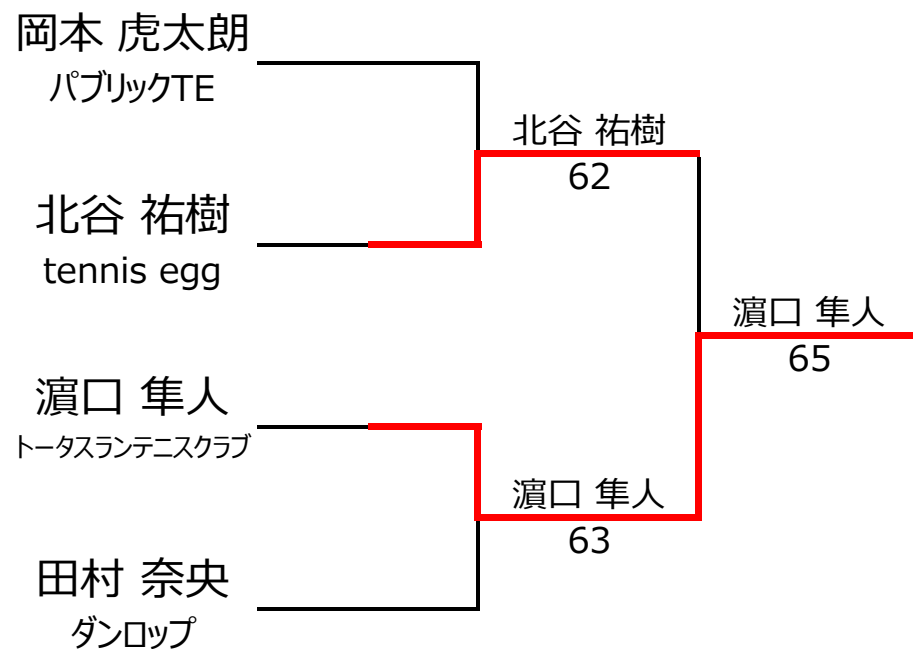 岡本 虎太朗
パブリックTE
北谷 祐樹
62
北谷 祐樹
tennis egg
濵口 隼人
65
濵口 隼人
トータスランテニスクラブ
濵口 隼人
63
田村 奈央
ダンロップ